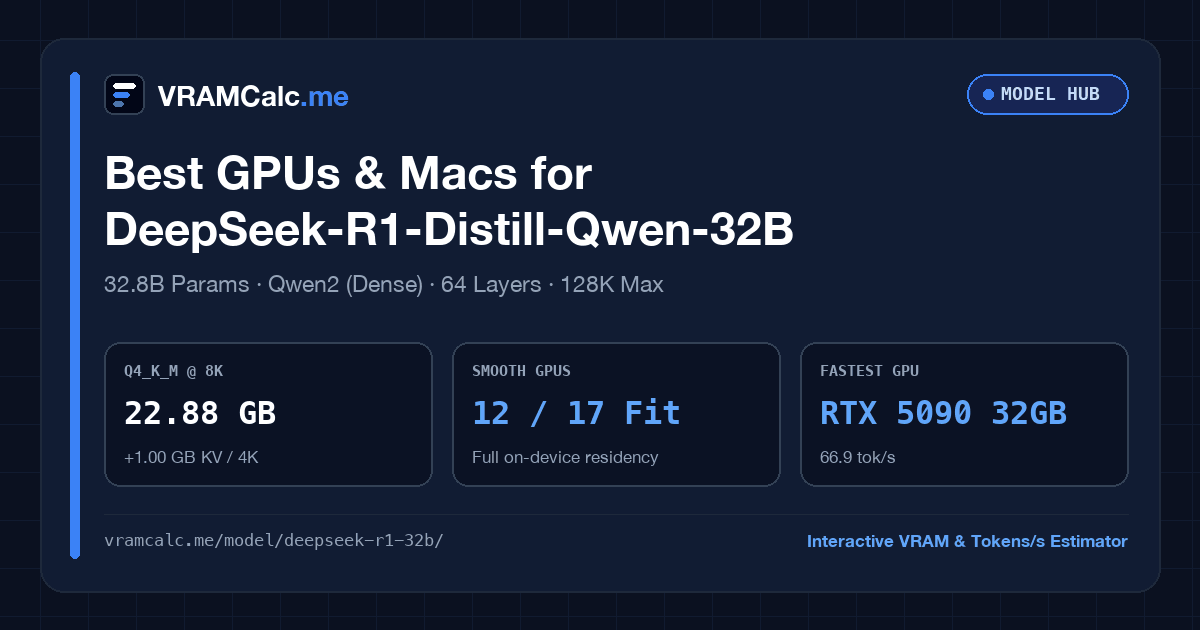 VRAMCalc.me
MODEL HUB
Best GPUs & Macs for
DeepSeek-R1-Distill-Qwen-32B
32.8B Params · Qwen2 (Dense) · 64 Layers · 128K Max
Q4_K_M @ 8K
22.88 GB
+1.00 GB KV / 4K
SMOOTH GPUS
12 / 17 Fit
Full on-device residency
FASTEST GPU
RTX 5090 32GB
66.9 tok/s
vramcalc.me/model/deepseek-r1-32b/
Interactive VRAM & Tokens/s Estimator